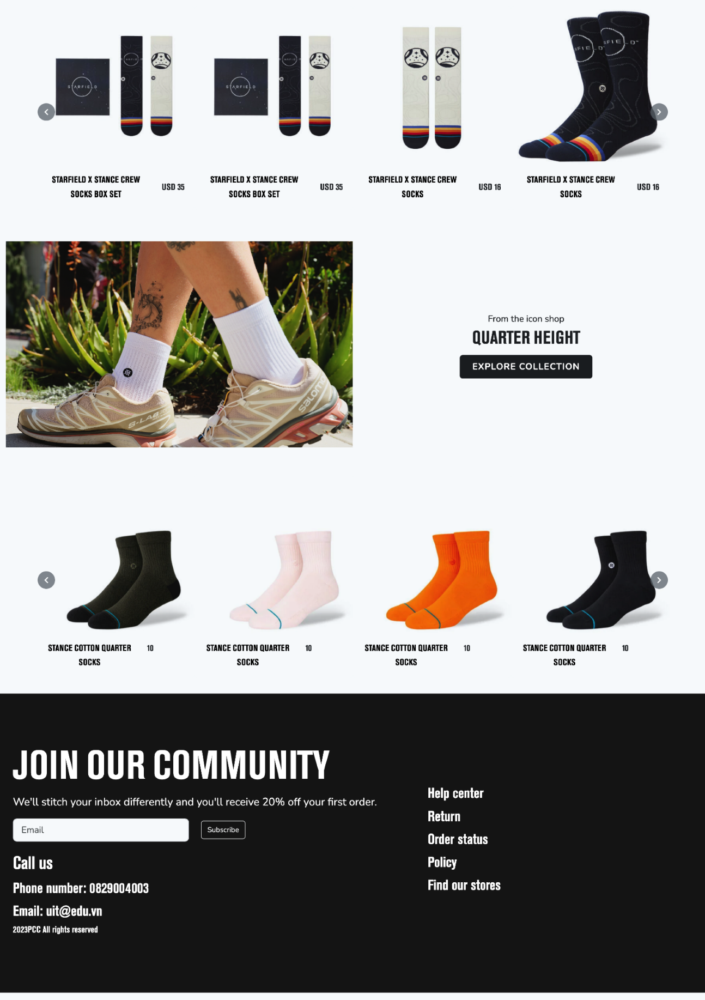 STARFIELD
STARFIELD
STARFIELD X STANCE CREW
SOCKS BOX SET
USD 35
STARFIELD X STANCE CREW
SOCKS BOX SET
USD 35
STARFIELD X STANCE CREW
SOCKS
USD 16
STARFIELD X STANCE CREW
SOCKS
USD 16
S-LAB
salomon
From the icon shop
QUARTER HEIGHT
EXPLORE COLLECTION
STANCE COTTON QUARTER
SOCKS
10
STANCE COTTON QUARTER
SOCKS
10
STANCE COTTON QUARTER
SOCKS
10
STANCE COTTON QUARTER
SOCKS
10
JOIN OUR COMMUNITY
We'll stitch your inbox differently and you'll receive 20% off your first order.
Email
Subscribe
Call us
Phone number: 0829004003
Email: uit@edu.vn
2023PCC All rights reserved
Help center
Return
Order status
Policy
Find our stores